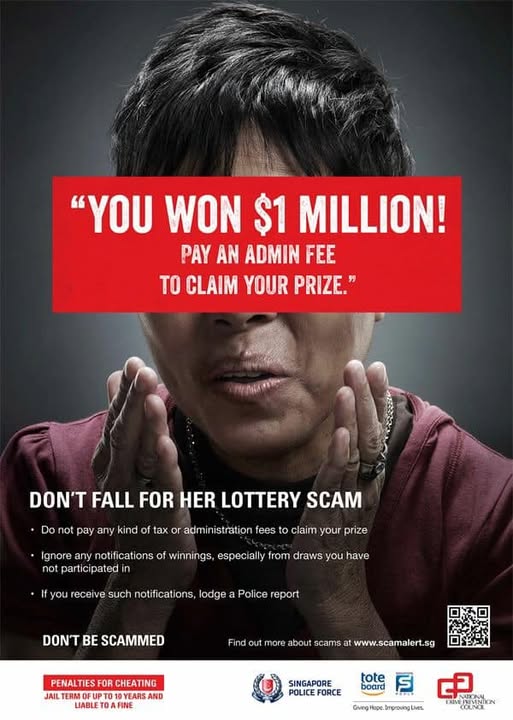 “YOU WON $1 MILLION!
PAY AN ADMIN FEE
TO CLAIM YOUR PRIZE.”
DON’T FALL FOR HER LOTTERY SCAM
• Do not pay any kind of tax or administration fees to claim your prize
• Ignore any notifications of winnings, especially from draws you have
not participated in
• If you receive such notifications, lodge a Police report
DON’T BE SCAMMED
Find out more about scams at www.scamalert.sg
PENALTIES FOR CHEATING
JAIL TERM OF UP TO 10 YEARS AND
LIABLE TO A FINE
SINGAPORE
POLICE FORCE
tote
board
Giving Hope. Improving Lives.
NATIONAL
CRIME PREVENTION
COUNCIL